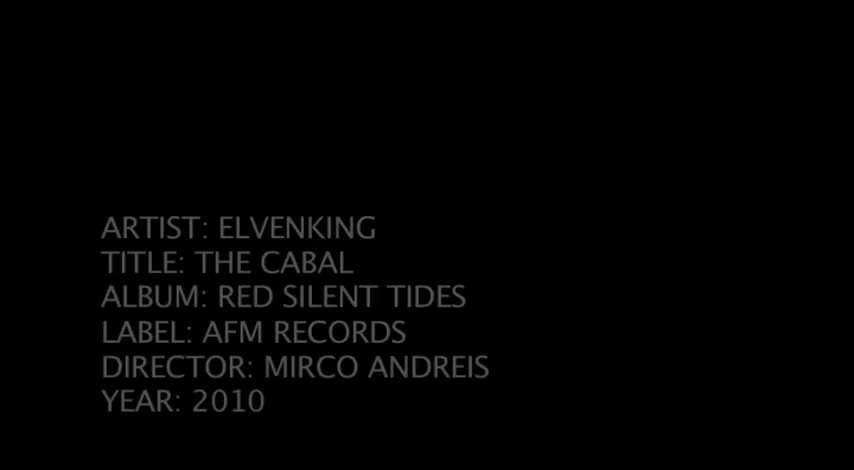 ARTIST: ELVENKING
TITLE: THE CABAL
ALBUM: RED SILENT TIDES
LABEL: AFM RECORDS
DIRECTOR: MIRCO ANDREIS
YEAR: 2010